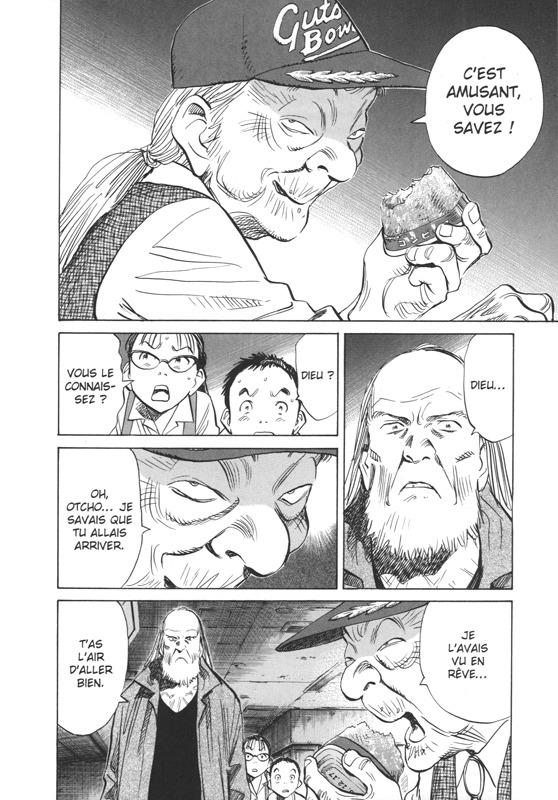 Guts
Bowl
C'EST
AMUSANT,
VOUS
SAVEZ !
DIEU...
DIEU ?
VOUS LE
CONNAIS-
SEZ ?
OH,
OTCHO... JE
SAVAIS QUE
TU ALLAIS
ARRIVER.
JE
L'AVAIS
VU EN
RÊVE...
T'AS
L'AIR
D'ALLER
BIEN.